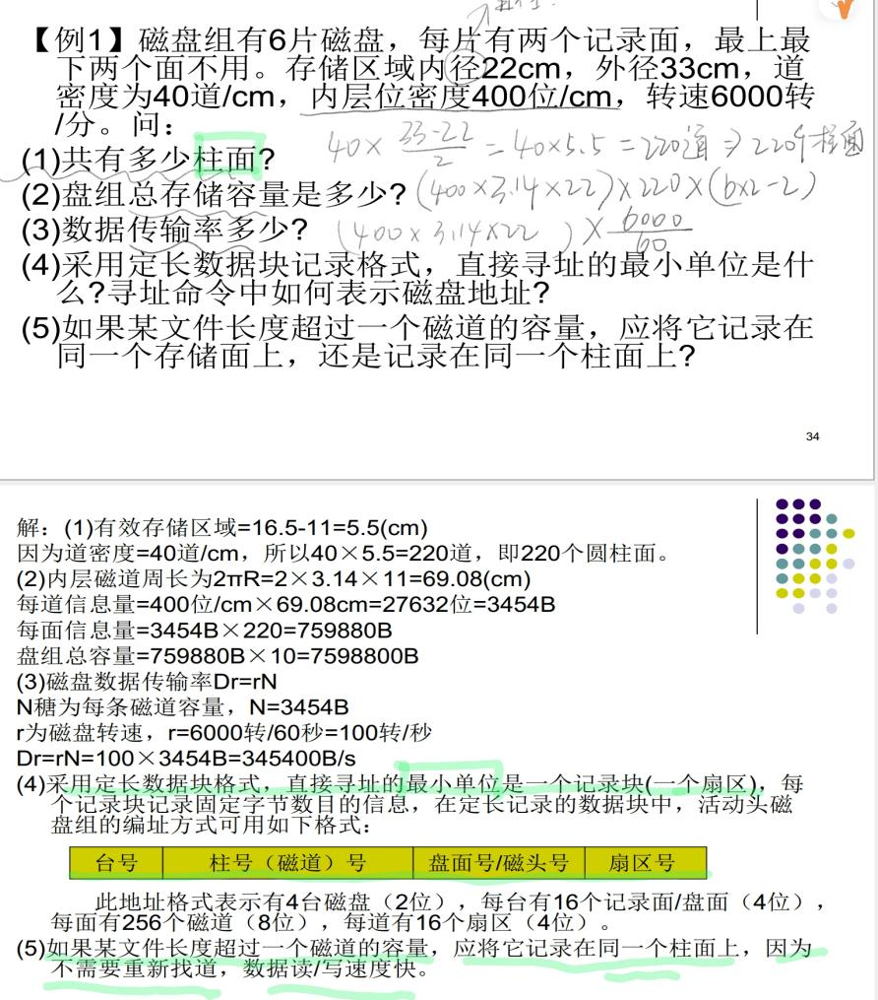 【例1】磁盘组有6片磁盘，每片有两个记录面，最上最
下两个面不用。存储区域内径22cm，外径33cm，道
密度为40道/cm，内层位密度400位/cm，转速6000转
/分。问：
(1)共有多少柱面?
40× 33-22/2 =40×5.5 =220道⇒220个柱面
(2)盘组总存储容量是多少?
(400×3.14×22)×220×(6×2-2)
(3)数据传输率多少?
(400×3.14×22 )×6000/60
(4)采用定长数据块记录格式，直接寻址的最小单位是什
么?寻址命令中如何表示磁盘地址?
(5)如果某文件长度超过一个磁道的容量，应将它记录在
同一个存储面上，还是记录在同一个柱面上?
34
解：(1)有效存储区域=16.5-11=5.5(cm)
因为道密度=40道/cm，所以40×5.5=220道，即220个圆柱面。
(2)内层磁道周长为2πR=2×3.14×11=69.08(cm)
每道信息量=400位/cm×69.08cm=27632位=3454B
每面信息量=3454B×220=759880B
盘组总容量=759880B×10=7598800B
(3)磁盘数据传输率Dr=rN
N糖为每条磁道容量，N=3454B
r为磁盘转速，r=6000转/60秒=100转/秒
Dr=rN=100×3454B=345400B/s
(4)采用定长数据块格式，直接寻址的最小单位是一个记录块(一个扇区)，每
个记录块记录固定字节数目的信息，在定长记录的数据块中，活动头磁
盘组的编址方式可用如下格式：
台号 柱号（磁道）号 盘面号/磁头号 扇区号
此地址格式表示有4台磁盘（2位），每台有16个记录面/盘面（4位），
每面有256个磁道（8位），每道有16个扇区（4位）。
(5)如果某文件长度超过一个磁道的容量，应将它记录在同一个柱面上，因为
不需要重新找道，数据读/写速度快。